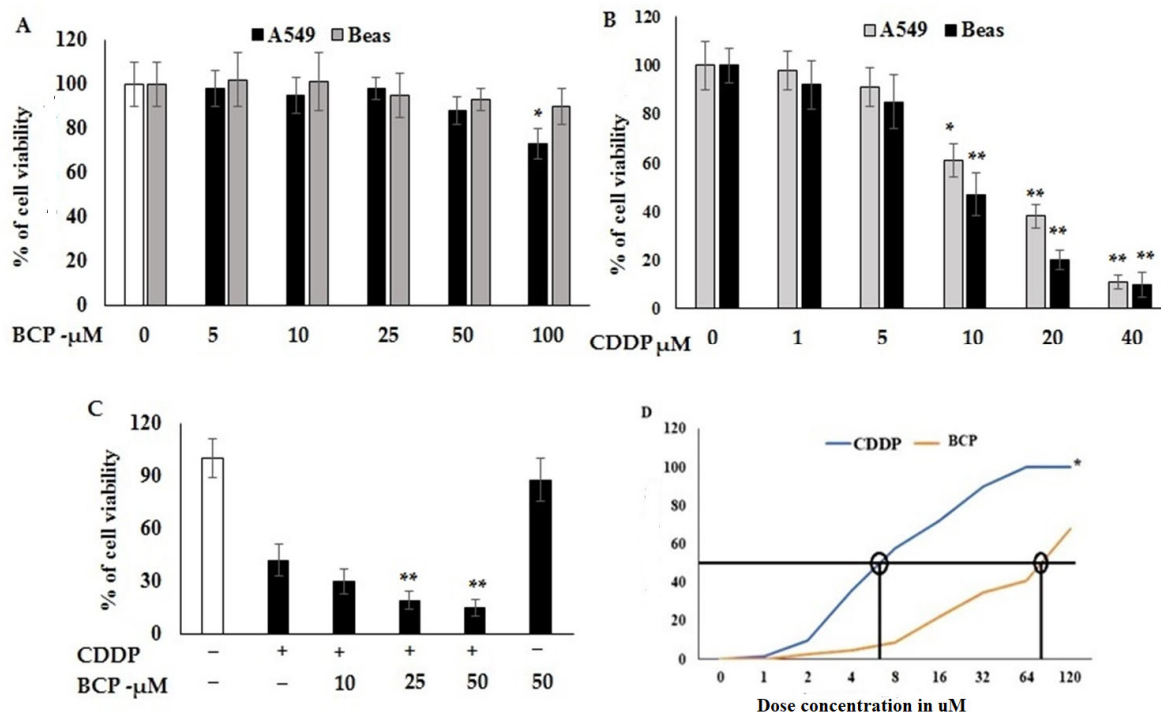 A
120
100
80
60
40
20
0
% of cell viability
A549 Beas
*
BCP -µM 0 5 10 25 50 100
B
120
100
80
60
40
20
0
% of cell viability
A549 Beas
* ** ** ** ** **
CDDP µM 0 1 5 10 20 40
C
120
90
60
30
0
% of cell viability
** **
CDDP – + + + + –
BCP -µM – – 10 25 50 50
D
120
100
80
60
40
20
0
CDDP BCP
*
0 1 2 4 8 16 32 64 120
Dose concentration in uM